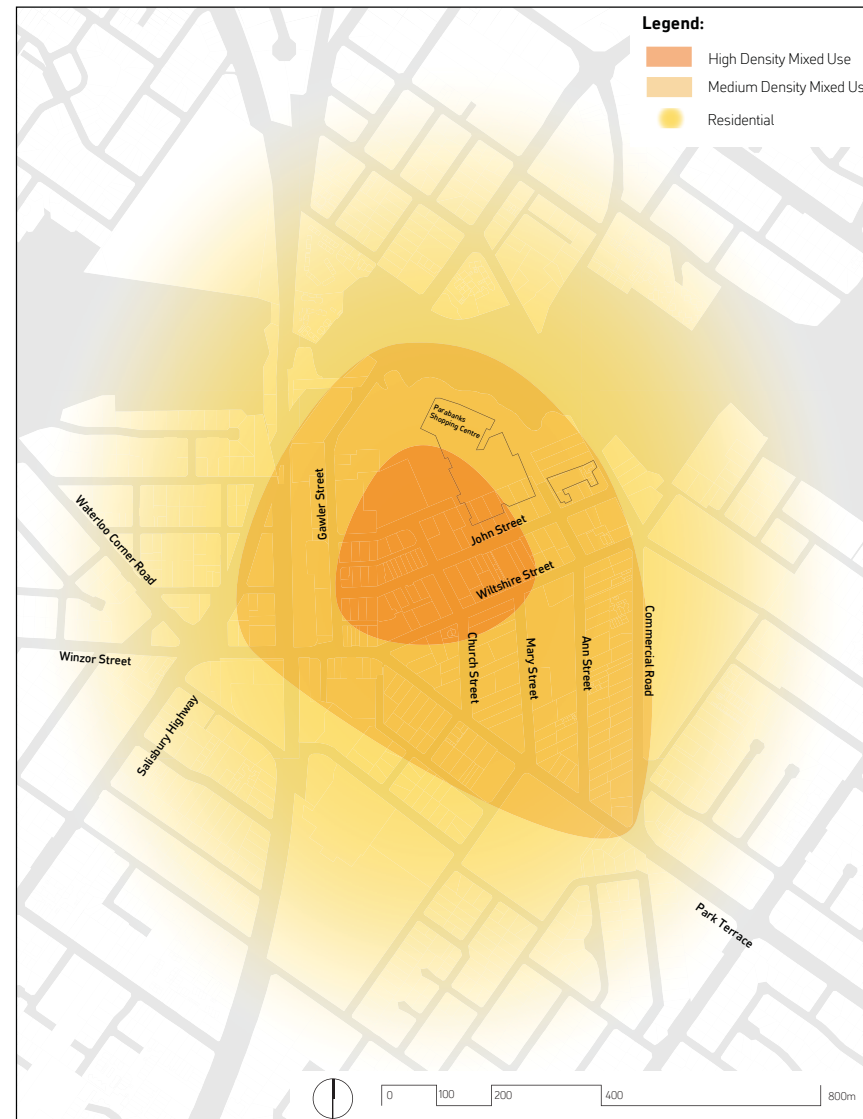 Legend:
High Density Mixed Use
Medium Density Mixed Us
Residential
Parabanks
Shopping Centre
Gawler Street
John Street
Waterloo Corner Road
Wiltshire Street
Winzor Street
Church Street
Mary Street
Ann Street
Commercial Road
Salisbury Highway
Park Terrace
0 100 200 400 800m